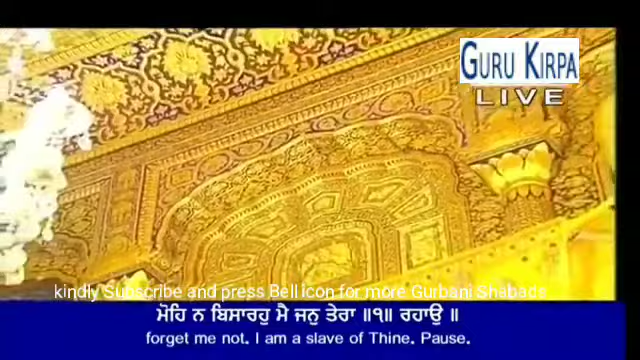 GURU KIRPA
LIVE
kindly Subscribe and press Bell icon for more Gurbani Shabads
ਮੋਹਿ ਨ ਬਿਸਾਰਹੁ ਮੈ ਜਨੁ ਤੇਰਾ ॥੧॥ ਰਹਾਉ ॥
forget me not. I am a slave of Thine. Pause.